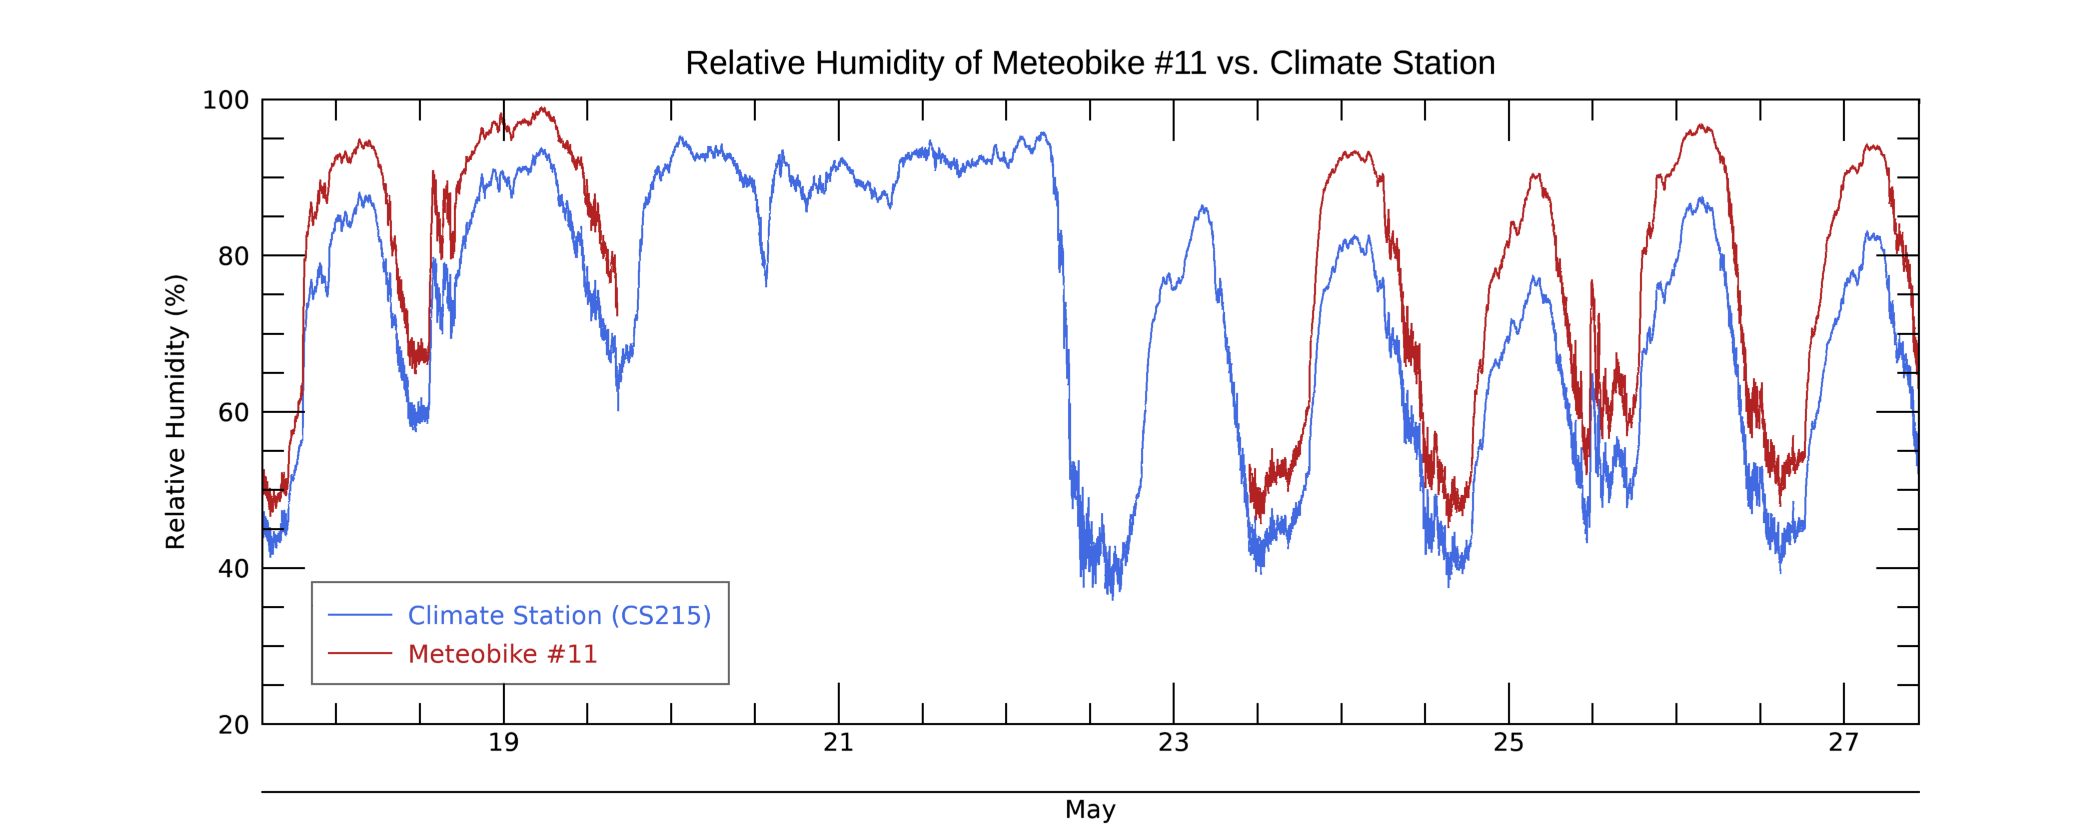 Relative Humidity of Meteobike #11 vs. Climate Station
100
80
60
40
20
Relative Humidity (%)
Climate Station (CS215)
Meteobike #11
19 21 23 25 27
May